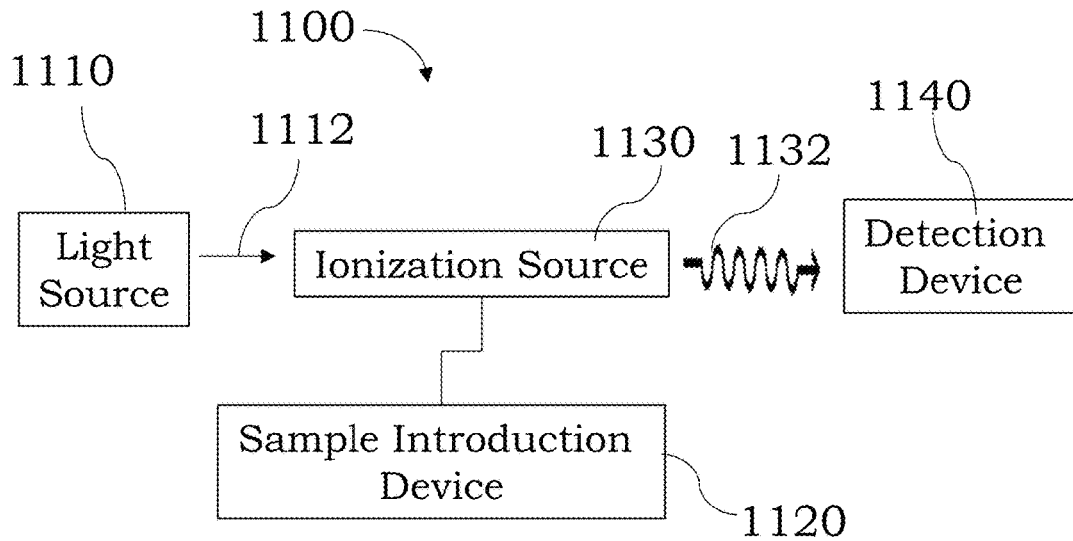 1100
1110
1112
1130
1132
1140
Light
Source
Ionization Source
Detection
Device
Sample Introduction
Device
1120